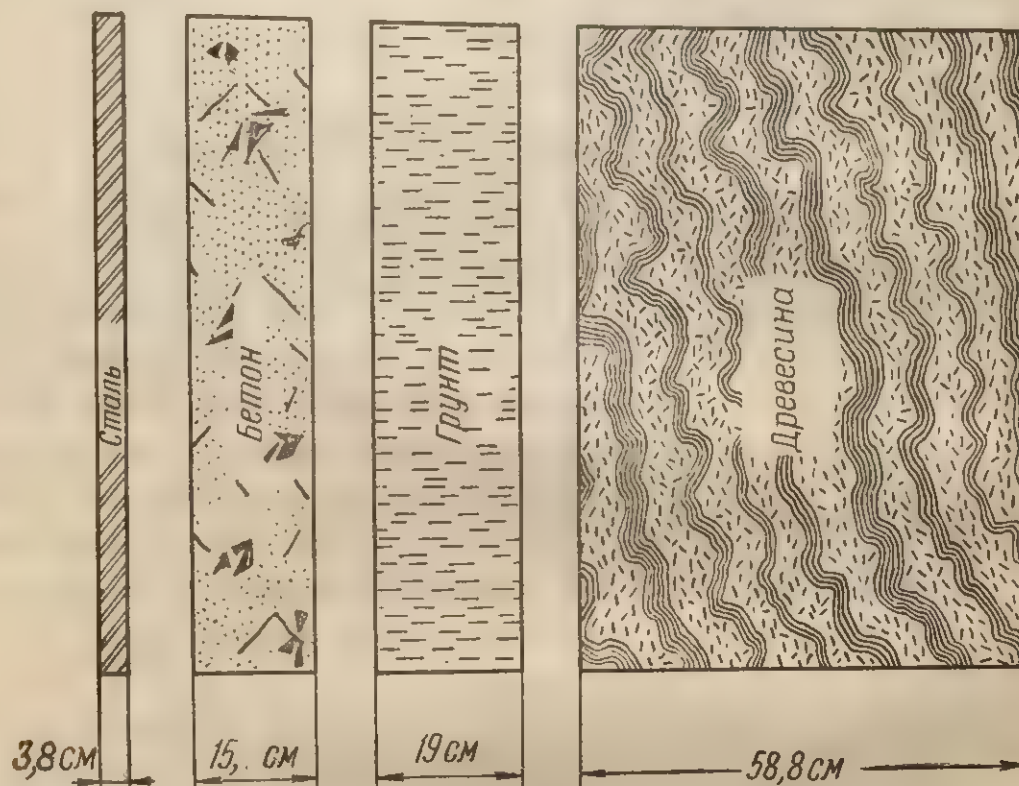 Сталь
Бетон
Грунт
Древесина
3,8 см
15, см
19 см
58,8 см